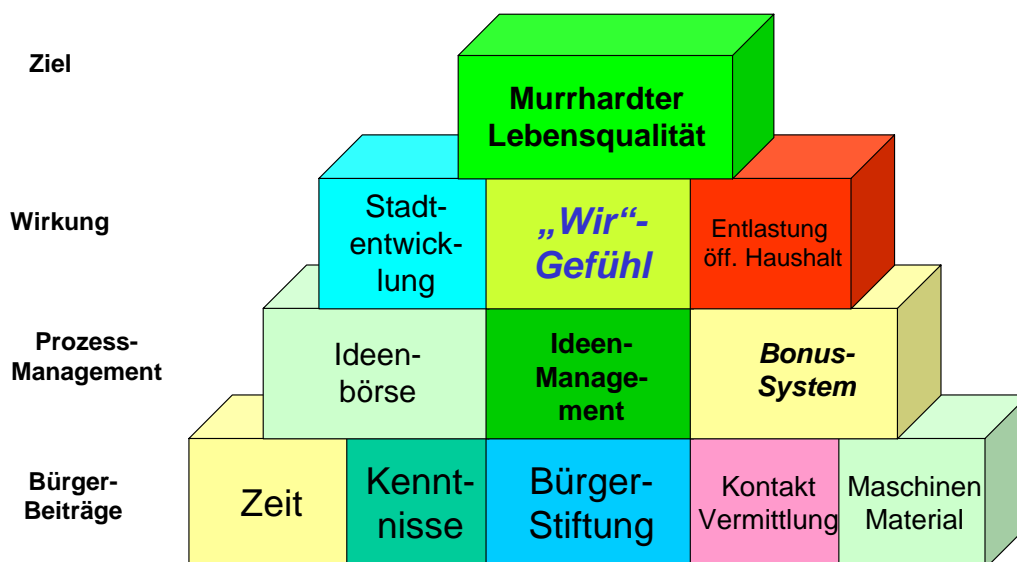 Ziel
Murrhardter
Lebensqualität
Wirkung
Stadt-
entwick-
lung
„Wir“-
Gefühl
Entlastung
öff. Haushalt
Prozess-
Management
Ideen-
börse
Ideen-
Manage-
ment
Bonus-
System
Bürger-
Beiträge
Zeit
Kennt-
nisse
Bürger-
Stiftung
Kontakt
Vermittlung
Maschinen
Material